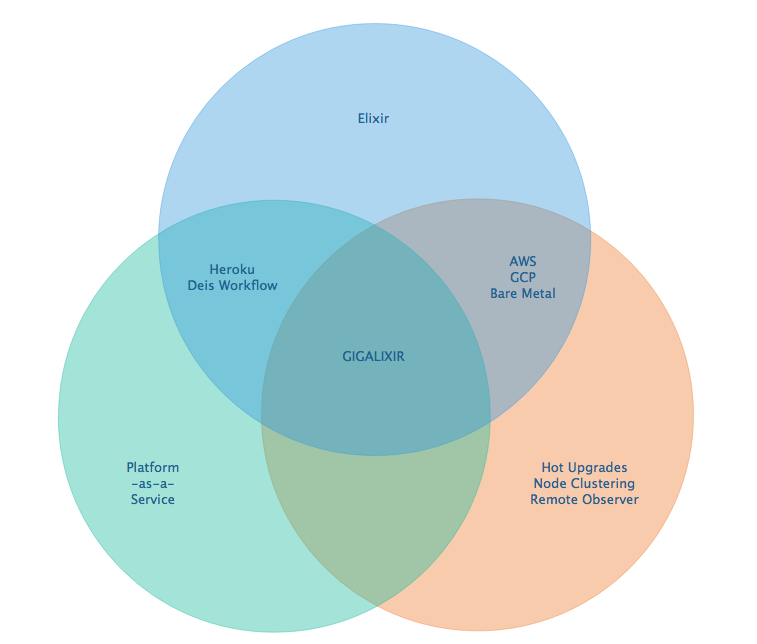 Elixir
Heroku
Deis Workflow
AWS
GCP
Bare Metal
GIGALIXIR
Platform
-as-a-
Service
Hot Upgrades
Node Clustering
Remote Observer